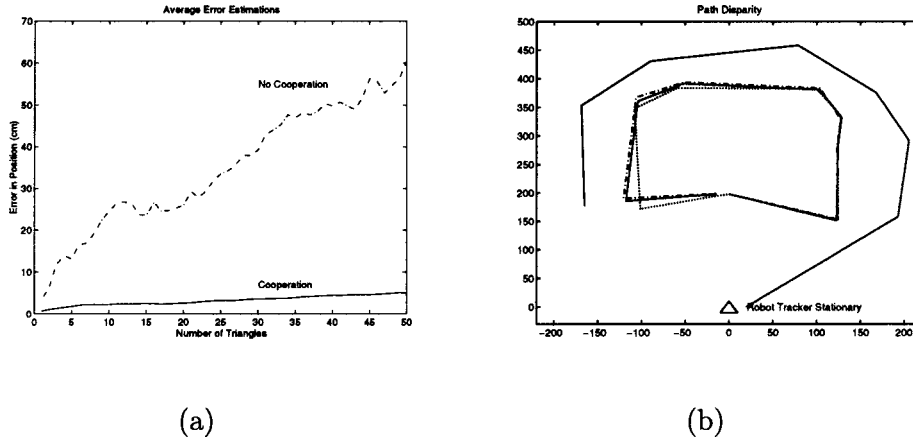 Average Error Estimations
70
60
50
40
30
20
10
0
Error in Position (cm)
No Cooperation
Cooperation
0 5 10 15 20 25 30 35 40 45 50
Number of Triangles
(a)
Path Disparity
500
450
400
350
300
250
200
150
100
50
0
Robot Tracker Stationary
−200 −150 −100 −50 0 50 100 150 200
(b)